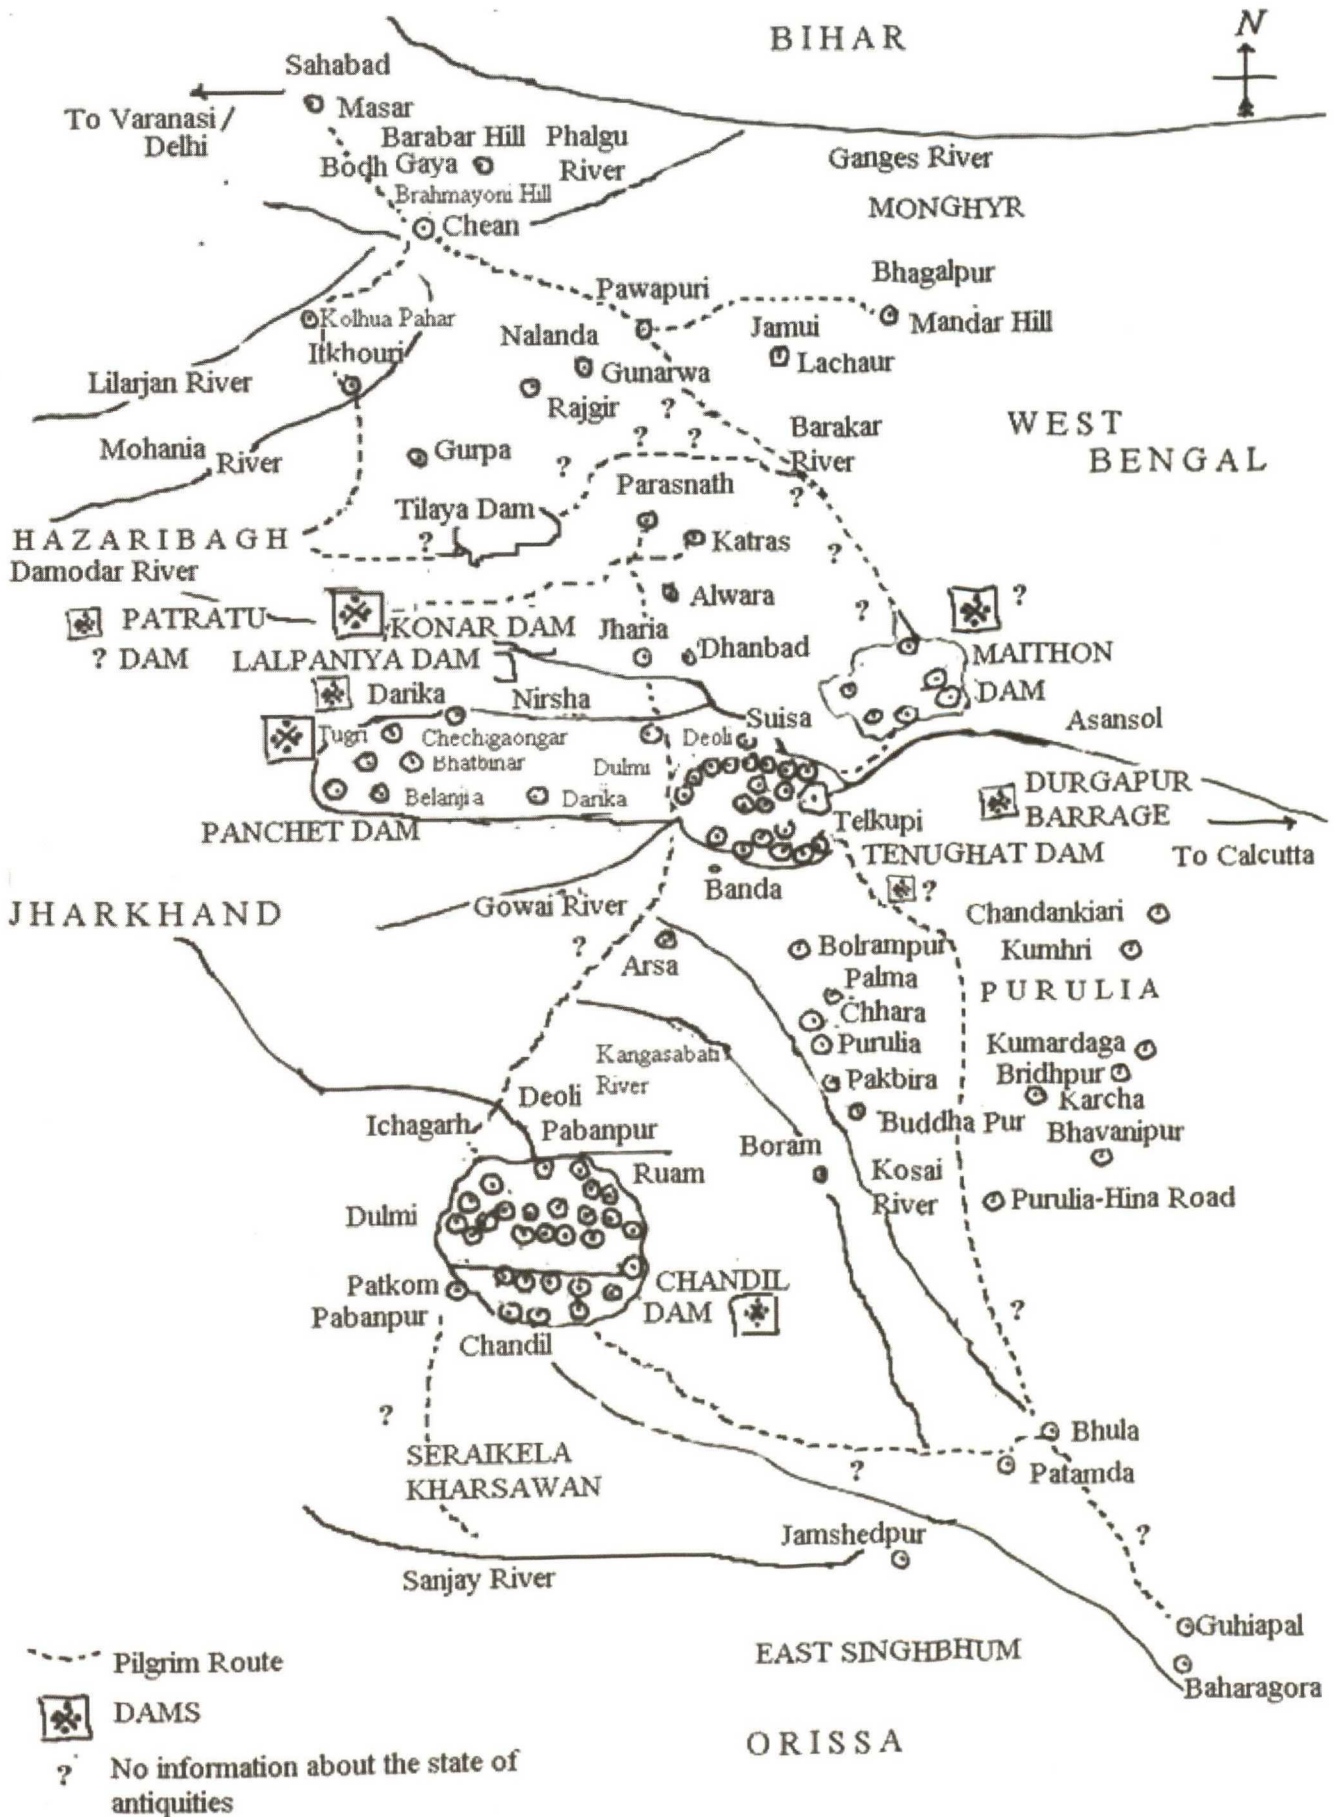 BIHAR
N
Sahabad
To Varanasi/
Delhi
Masar
Barabar Hill
Phalgu
River
Bodh Gaya
Brahmayoni Hill
Chean
Ganges River
MONGHYR
Bhagalpur
Mandar Hill
Pawapuri
Jamui
Lachaur
Kolhua Pahar
Itkhouri
Nalanda
Gunarwa
Rajgir
Lilarjan River
Mohania
River
Gurpa
?
?
?
?
Barakar
River
?
WEST
BENGAL
Parasnath
Tilaya Dam
?
HAZARIBAGH
Damodar River
Katras
?
Alwara
PATRATU
? DAM
KONAR DAM
LALPANIYA DAM
Jharia
Dhanbad
?
?
MAITHON
DAM
Darika
Nirsha
Suisa
Asansol
Tugri
Chechgaongar
Deoli
Bhatbinar
Dulmi
Belanjia
Darika
DURGAPUR
BARRAGE
PANCHET DAM
Telkupi
TENUGHAT DAM
To Calcutta
?
Banda
JHARKHAND
Gowai River
Chandankiari
?
Arsa
Bolrampur
Kumhri
Palma
PURULIA
Chhara
Kangasabati
River
Purulia
Kumardaga
Pakbira
Bridhpur
Karcha
Deoli
Ichagarh
Pabanpur
Buddha Pur
Bhavanipur
Boram
Ruam
Kosai
River
Purulia-Hina Road
Dulmi
Patkom
Pabanpur
CHANDIL
DAM
Chandil
?
?
SERAIKELA
KHARSAWAN
Bhula
?
Patamda
Jamshedpur
?
Sanjay River
Guhiapal
EAST SINGHBHUM
Baharagora
ORISSA
Pilgrim Route
DAMS
? No information about the state of
antiquities